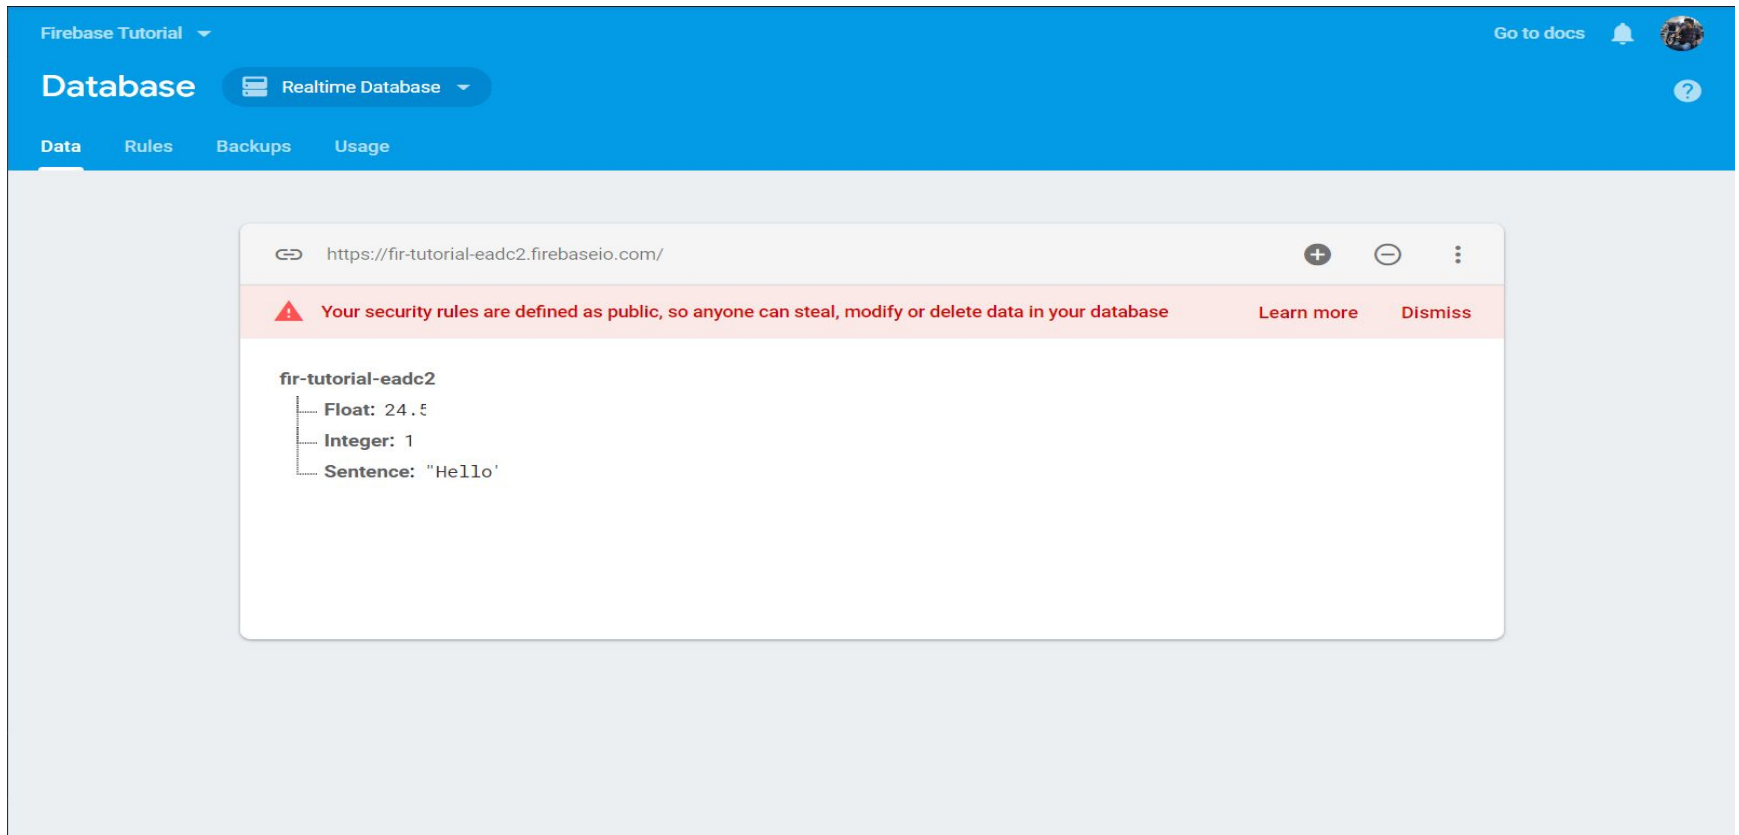 Firebase Tutorial
Go to docs
Database
Realtime Database
?
Data Rules Backups Usage
https://fir-tutorial-eadc2.firebaseio.com/
Your security rules are defined as public, so anyone can steal, modify or delete data in your database
Learn more Dismiss
fir-tutorial-eadc2
Float: 24.5
Integer: 1
Sentence: "Hello'